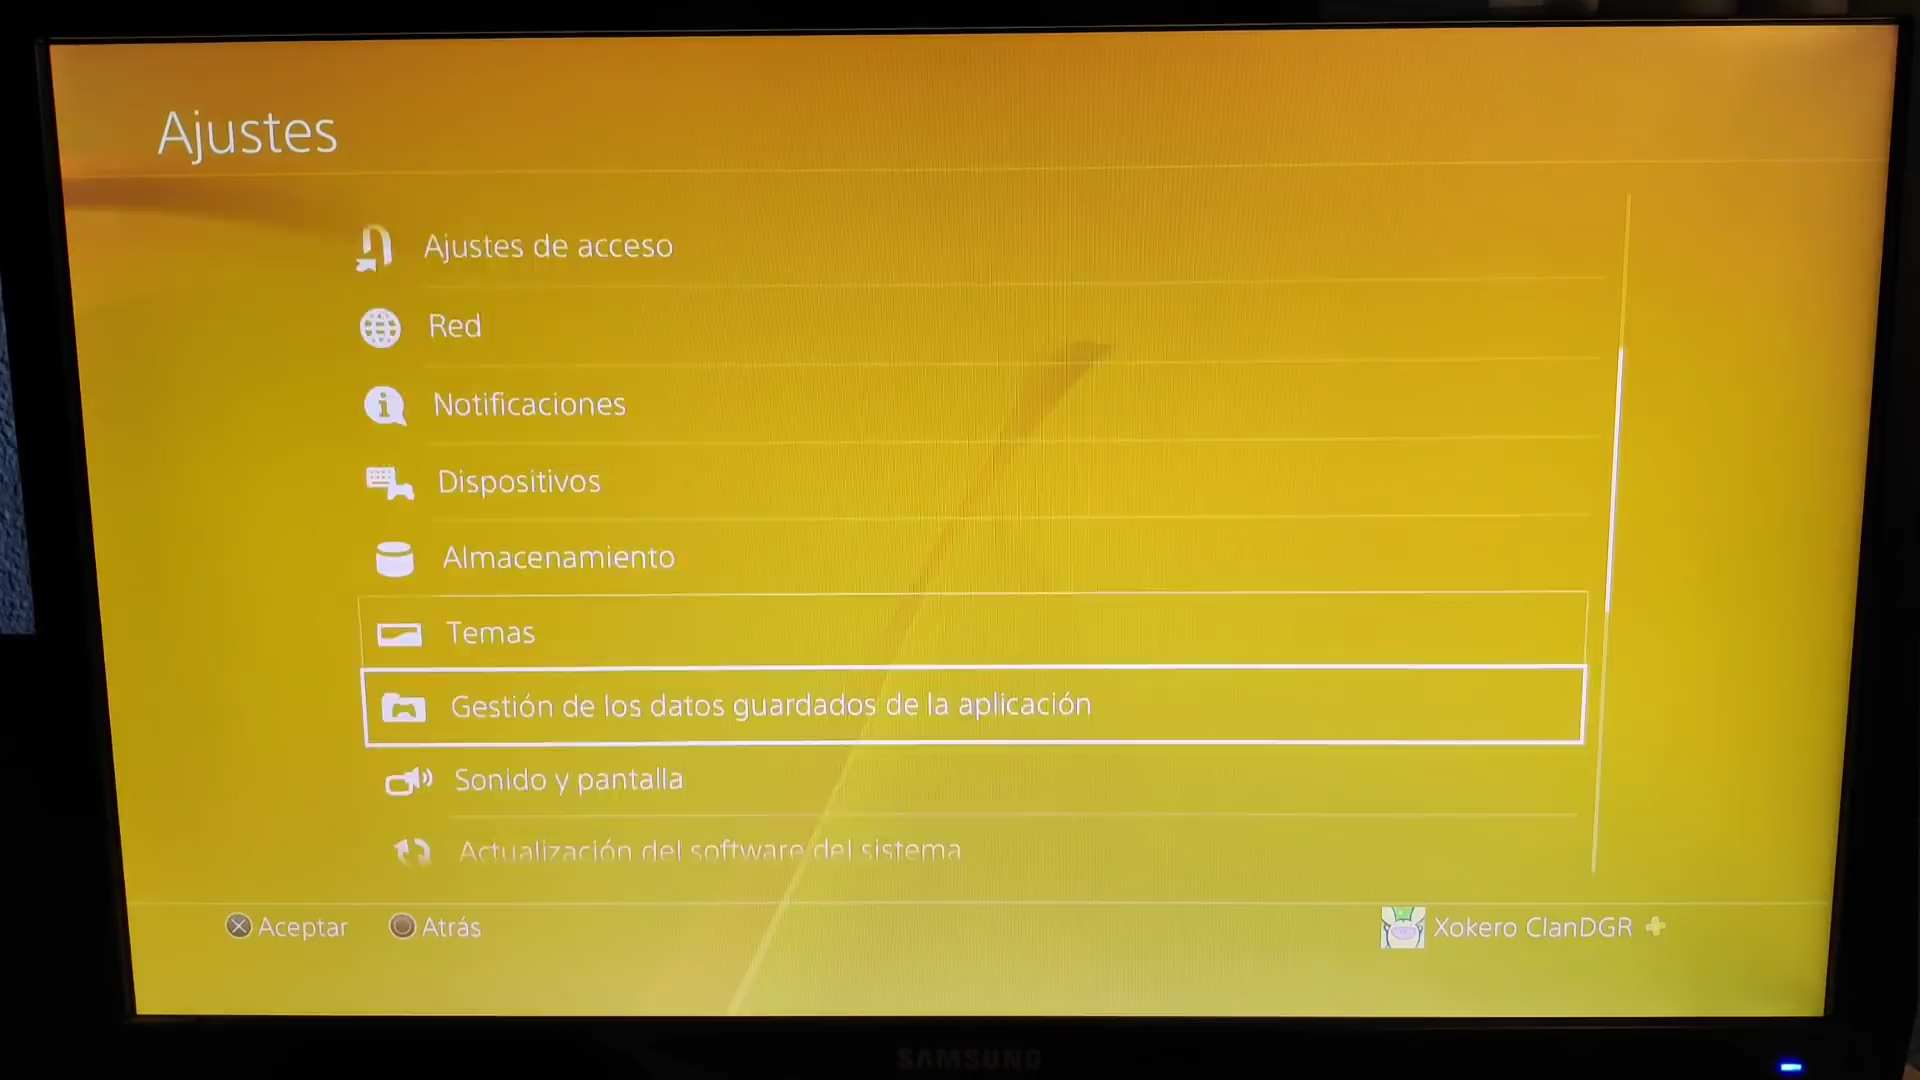 Ajustes
Ajustes de acceso
Red
Notificaciones
Dispositivos
Almacenamiento
Temas
Gestión de los datos guardados de la aplicación
Sonido y pantalla
Actualización del software del sistema
Aceptar Atrás Xokero ClanDGR
SAMSUNG